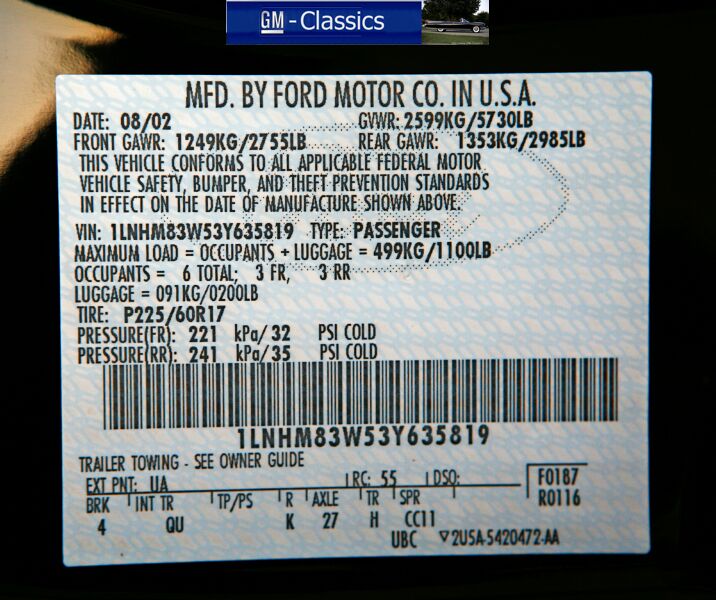 GM - Classics
MFD. BY FORD MOTOR CO. IN U.S.A.
DATE: 08/02 GVWR: 2599KG/5730LB
FRONT GAWR: 1249KG/2755LB REAR GAWR: 1353KG/2985LB
THIS VEHICLE CONFORMS TO ALL APPLICABLE FEDERAL MOTOR
VEHICLE SAFETY, BUMPER, AND THEFT PREVENTION STANDARDS
IN EFFECT ON THE DATE OF MANUFACTURE SHOWN ABOVE.
VIN: 1LNHM83W53Y635819 TYPE: PASSENGER
MAXIMUM LOAD = OCCUPANTS + LUGGAGE = 499KG/1100LB
OCCUPANTS = 6 TOTAL; 3 FR, 3 RR
LUGGAGE = 091KG/0200LB
TIRE: P225/60R17
PRESSURE(FR): 221 kPa/ 32 PSI COLD
PRESSURE(RR): 241 kPa/ 35 PSI COLD
1LNHM83W53Y635819
TRAILER TOWING - SEE OWNER GUIDE
EXT PNT: UA RC: 55 DSO: F0187
BRK INT TR TP/PS R AXLE TR SPR R0116
4 QU K 27 H CC11
UBC ▽2USA-5420472-AA